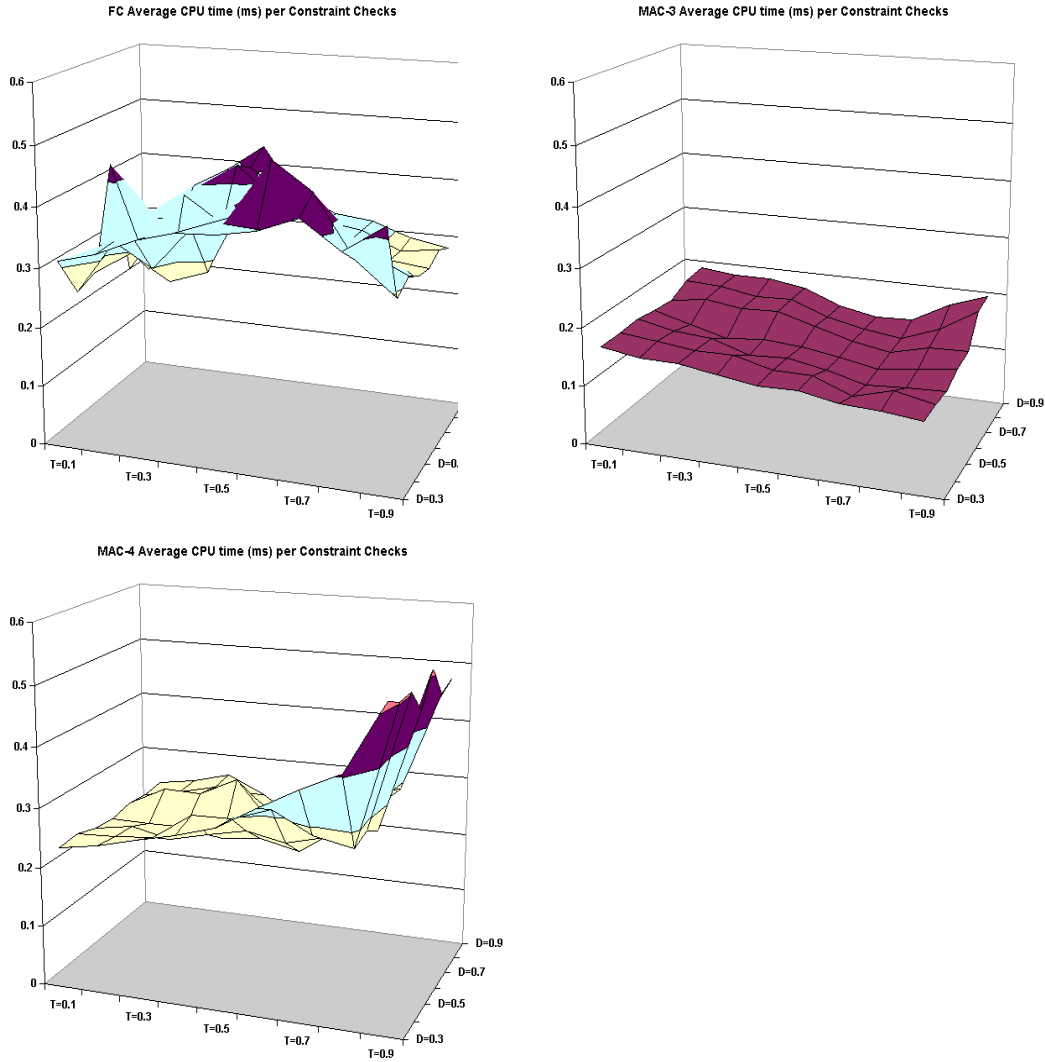 FC Average CPU time (ms) per Constraint Checks
0.6
0.5
0.4
0.3
0.2
0.1
0
T=0.1
T=0.3
T=0.5
T=0.7
T=0.9
D=0.3
D=0.
MAC-3 Average CPU time (ms) per Constraint Checks
0.6
0.5
0.4
0.3
0.2
0.1
0
T=0.1
T=0.3
T=0.5
T=0.7
T=0.9
D=0.3
D=0.5
D=0.7
D=0.9
MAC-4 Average CPU time (ms) per Constraint Checks
0.6
0.5
0.4
0.3
0.2
0.1
0
T=0.1
T=0.3
T=0.5
T=0.7
T=0.9
D=0.3
D=0.5
D=0.7
D=0.9